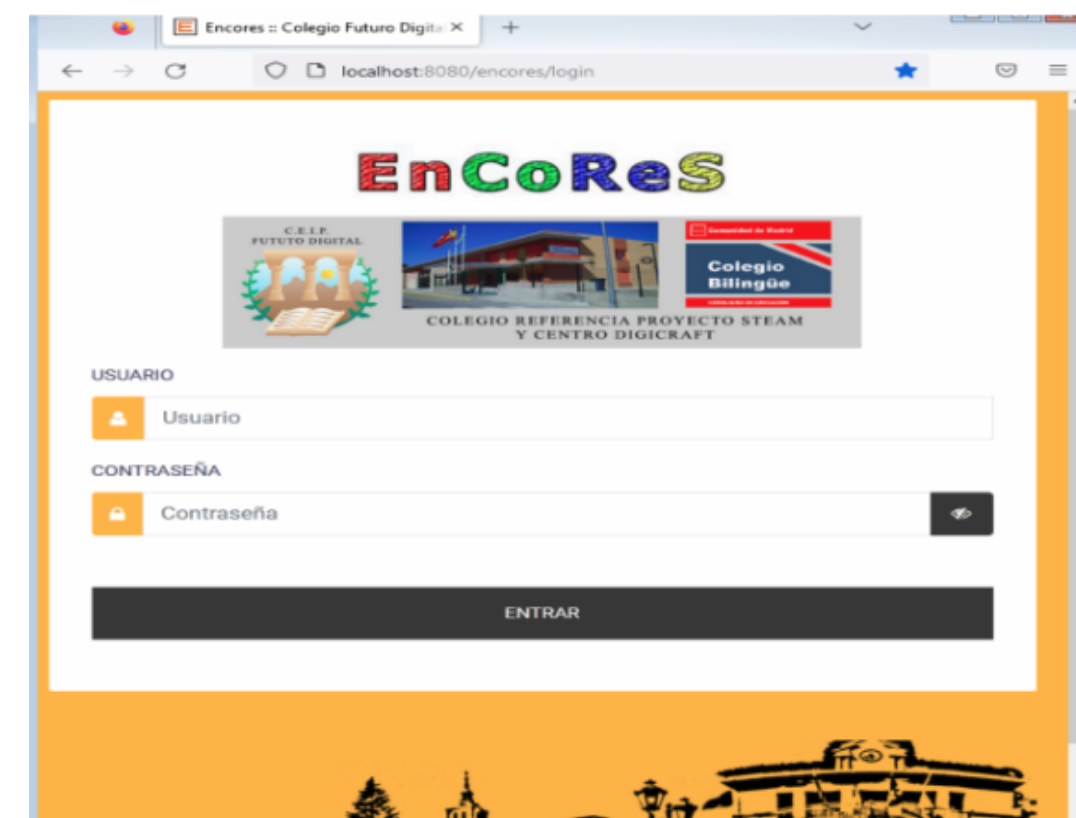 Encores :: Colegio Futuro Digital
localhost:8080/encores/login
EnCoReS
C.E.I.P.
FUTUTO DIGITAL
Comunidad de Madrid
Colegio
Bilingüe
COLEGIO REFERENCIA PROYECTO STEAM
Y CENTRO DIGICRAFT
USUARIO
Usuario
CONTRASEÑA
Contraseña
ENTRAR